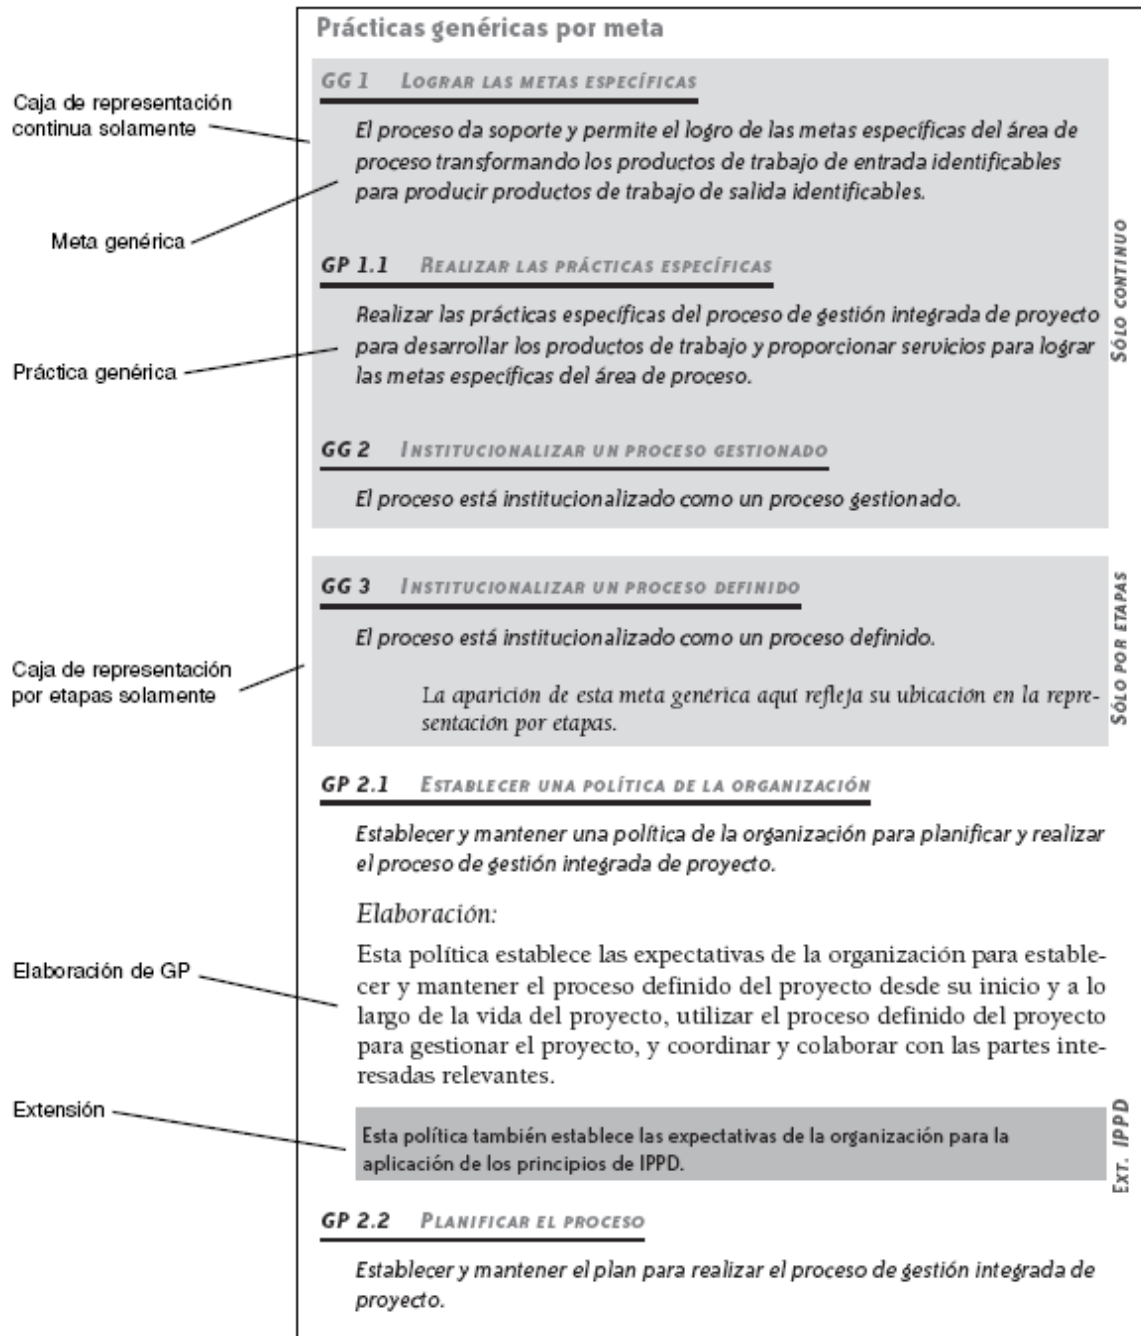 Prácticas genéricas por meta
GG 1 LOGRAR LAS METAS ESPECÍFICAS
Caja de representación
continua solamente
El proceso da soporte y permite el logro de las metas específicas del área de
proceso transformando los productos de trabajo de entrada identificables
para producir productos de trabajo de salida identificables.
Meta genérica
GP 1.1 REALIZAR LAS PRÁCTICAS ESPECÍFICAS
SÓLO CONTINUO
Realizar las prácticas específicas del proceso de gestión integrada de proyecto
para desarrollar los productos de trabajo y proporcionar servicios para lograr
las metas específicas del área de proceso.
Práctica genérica
GG 2 INSTITUCIONALIZAR UN PROCESO GESTIONADO
El proceso está institucionalizado como un proceso gestionado.
GG 3 INSTITUCIONALIZAR UN PROCESO DEFINIDO
El proceso está institucionalizado como un proceso definido.
SÓLO POR ETAPAS
Caja de representación
por etapas solamente
La aparición de esta meta genérica aquí refleja su ubicación en la repre-
sentación por etapas.
GP 2.1 ESTABLECER UNA POLÍTICA DE LA ORGANIZACIÓN
Establecer y mantener una política de la organización para planificar y realizar
el proceso de gestión integrada de proyecto.
Elaboración:
Elaboración de GP
Esta política establece las expectativas de la organización para estable-
cer y mantener el proceso definido del proyecto desde su inicio y a lo
largo de la vida del proyecto, utilizar el proceso definido del proyecto
para gestionar el proyecto, y coordinar y colaborar con las partes inte-
resadas relevantes.
Extensión
Esta política también establece las expectativas de la organización para la
aplicación de los principios de IPPD.
EXT. IPPD
GP 2.2 PLANIFICAR EL PROCESO
Establecer y mantener el plan para realizar el proceso de gestión integrada de
proyecto.